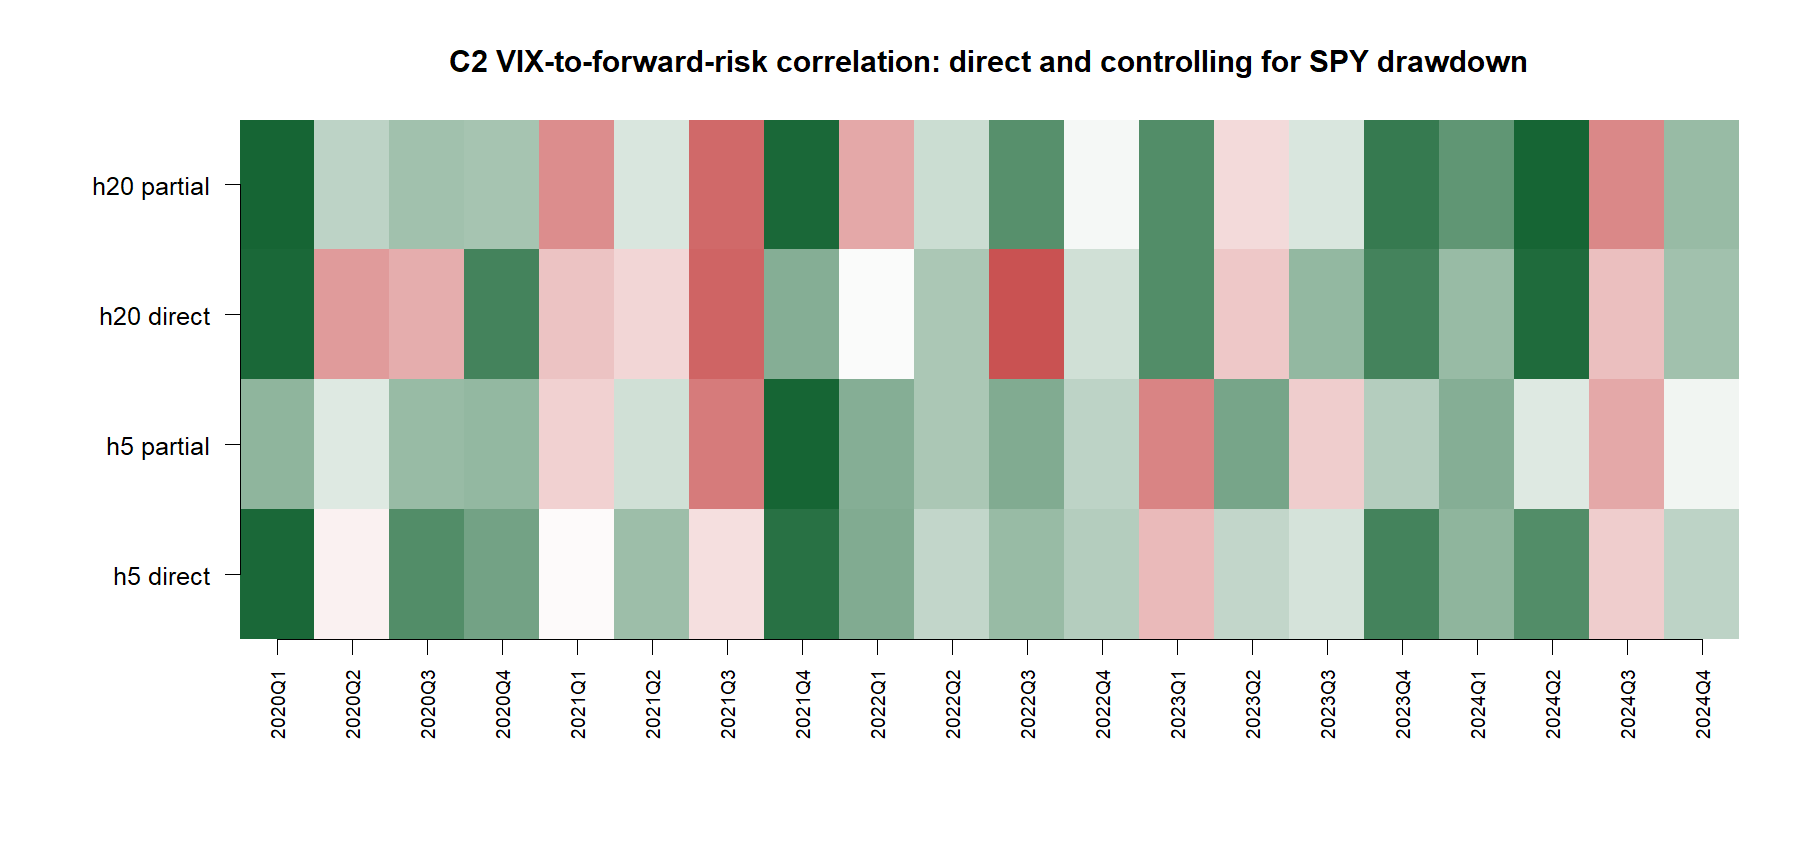 C2 VIX-to-forward-risk correlation: direct and controlling for SPY drawdown
h20 partial
h20 direct
h5 partial
h5 direct
2020Q1
2020Q2
2020Q3
2020Q4
2021Q1
2021Q2
2021Q3
2021Q4
2022Q1
2022Q2
2022Q3
2022Q4
2023Q1
2023Q2
2023Q3
2023Q4
2024Q1
2024Q2
2024Q3
2024Q4